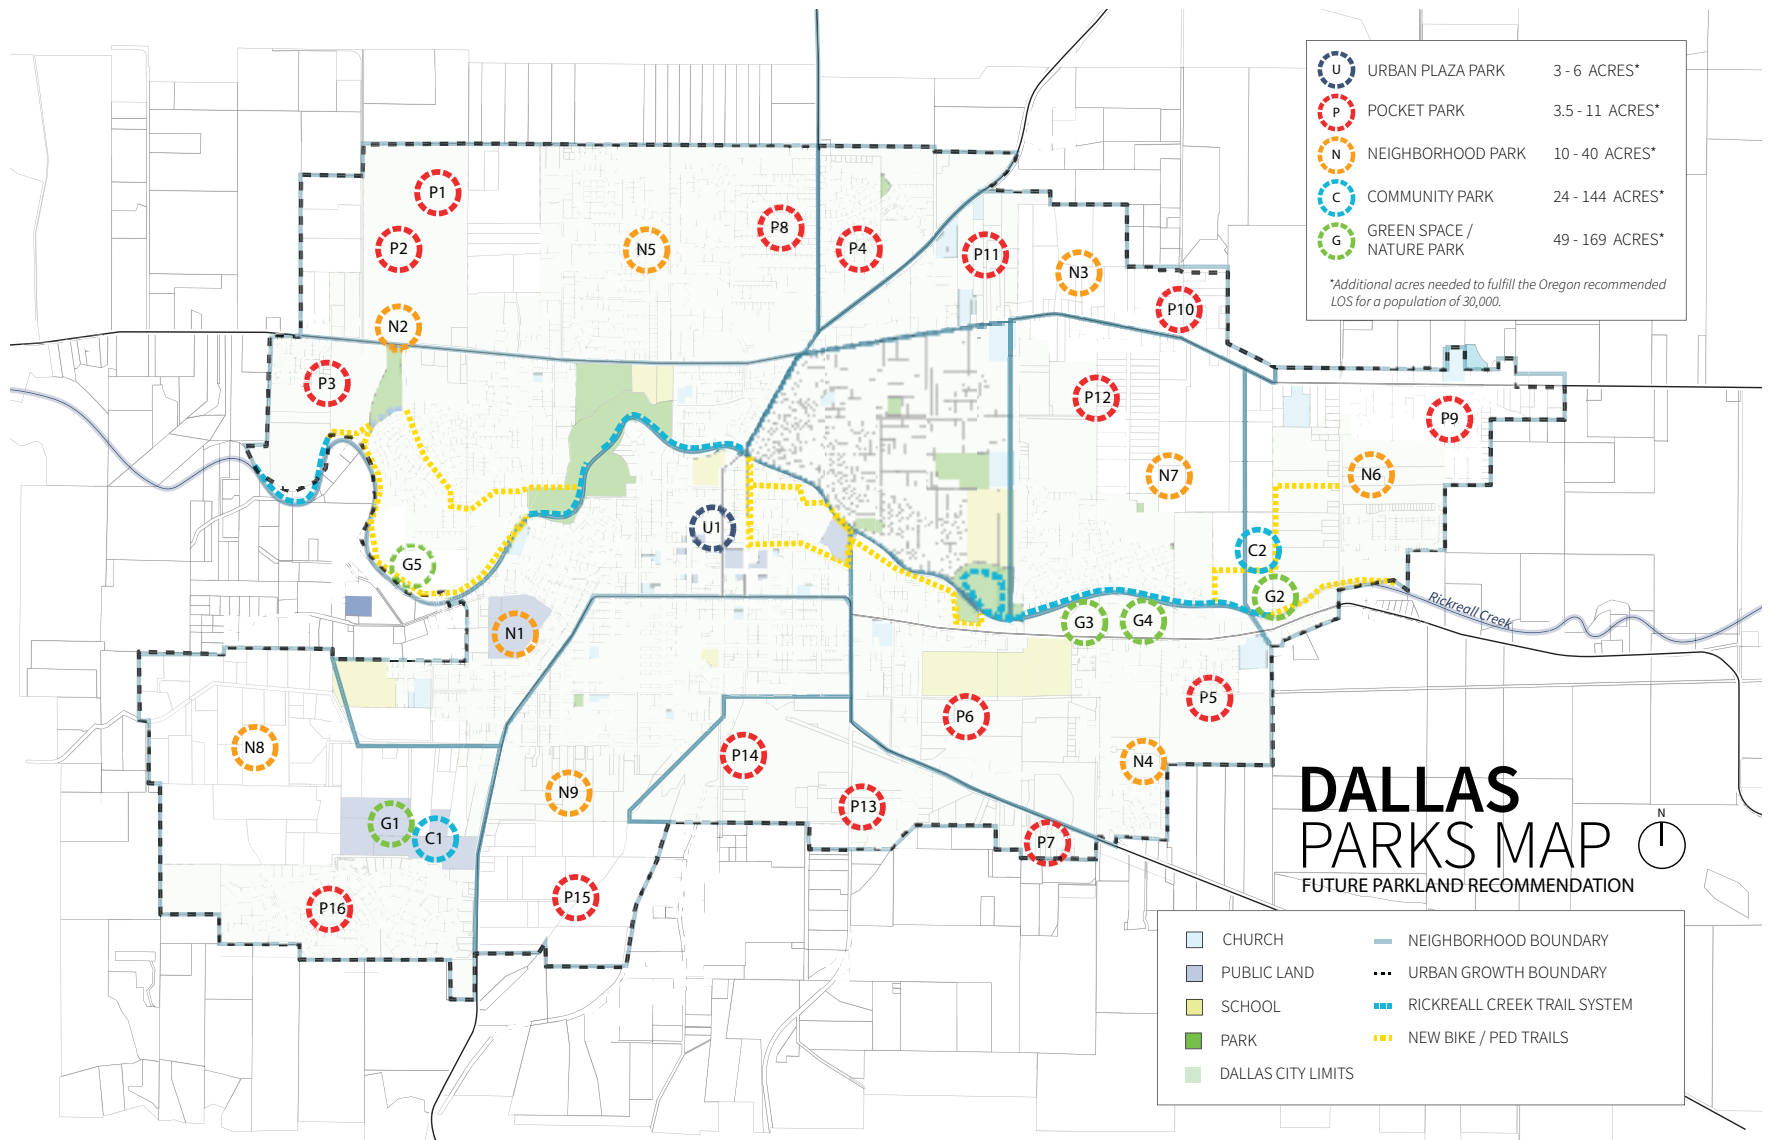 U URBAN PLAZA PARK 3 - 6 ACRES*
P POCKET PARK 3.5 - 11 ACRES*
N NEIGHBORHOOD PARK 10 - 40 ACRES*
C COMMUNITY PARK 24 - 144 ACRES*
G GREEN SPACE /
NATURE PARK 49 - 169 ACRES*
*Additional acres needed to fulfill the Oregon recommended
LOS for a population of 30,000.
P1
P2
N5
P8
P4
P11
N3
P10
N2
P3
P12
P9
N7
N6
U1
C2
G5
G2
G3
G4
Rickreall Creek
N1
P5
P6
N8
P14
N4
N9
P13
G1
C1
P7
P15
P16
DALLAS
PARKS MAP
N
FUTURE PARKLAND RECOMMENDATION
CHURCH
PUBLIC LAND
SCHOOL
PARK
DALLAS CITY LIMITS
NEIGHBORHOOD BOUNDARY
URBAN GROWTH BOUNDARY
RICKREALL CREEK TRAIL SYSTEM
NEW BIKE / PED TRAILS